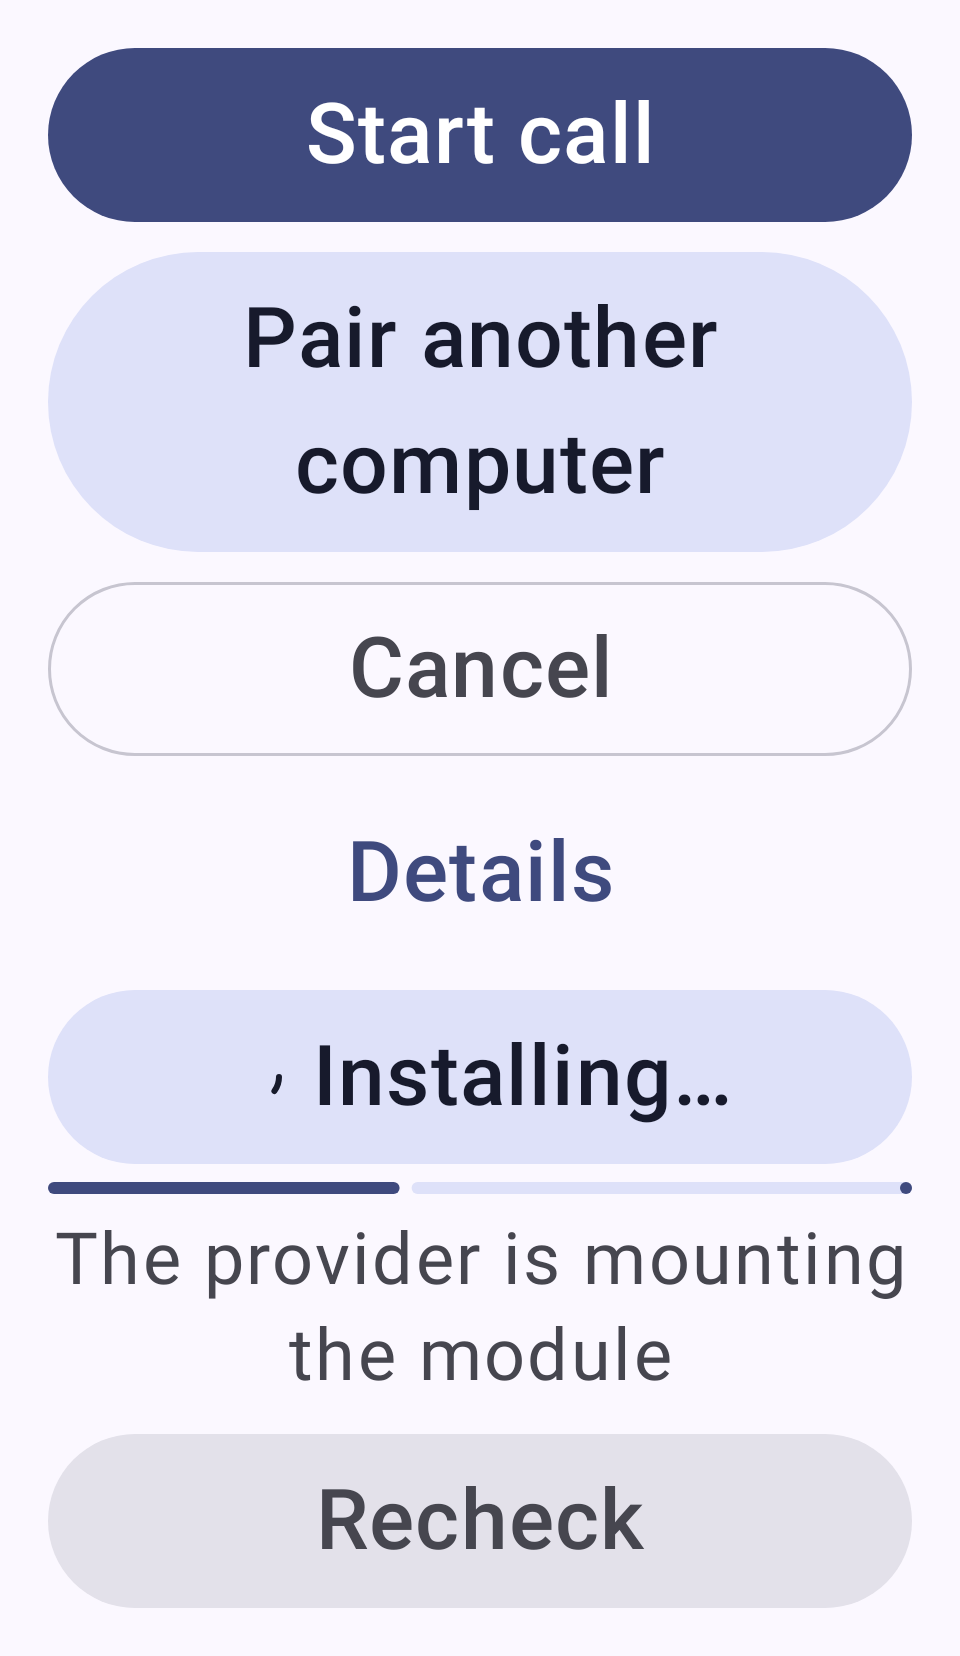 Start call
Pair another
computer
Cancel
Details
Installing…
The provider is mounting
the module
Recheck